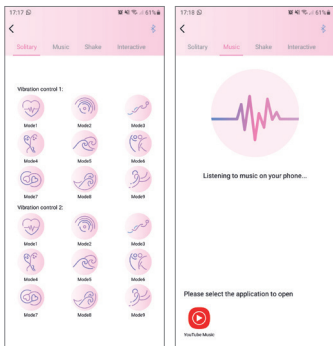 17:17
61%
Solitary Music Shake Interactive
Vibration control 1:
Mode1 Mode2 Mode3
Mode4 Mode5 Mode6
Mode7 Mode8 Mode9
Vibration control 2:
Mode1 Mode2 Mode3
Mode4 Mode5 Mode6
Mode7 Mode8 Mode9
17:18
61%
Solitary Music Shake Interactive
Listening to music on your phone...
Please select the application to open
YouTube Music